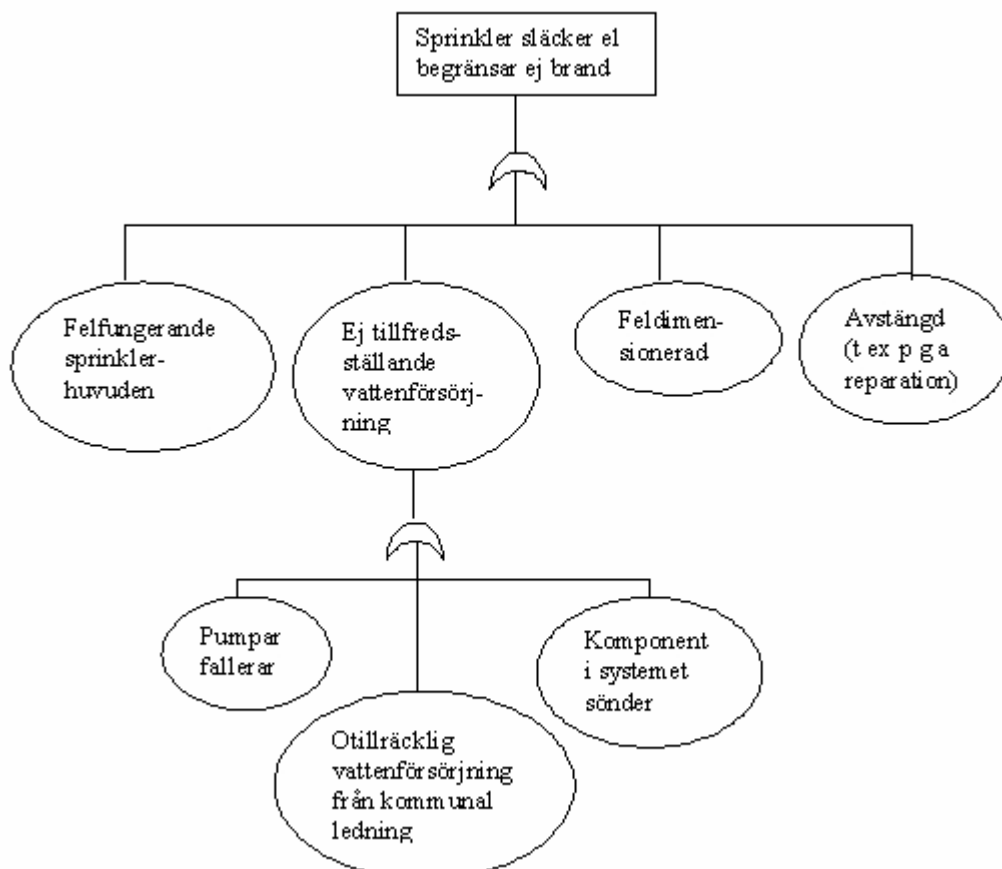 Sprinkler släcker el
begränsar ej brand
Felfungerande
sprinkler-
huvuden
Ej tillfreds-
ställande
vattenförsörj-
ning
Feldimen-
sionerad
Avstängd
(t ex p g a
reparation)
Pumpar
fallerar
Otillräcklig
vattenförsörjning
från kommunal
ledning
Komponent
i systemet
sönder